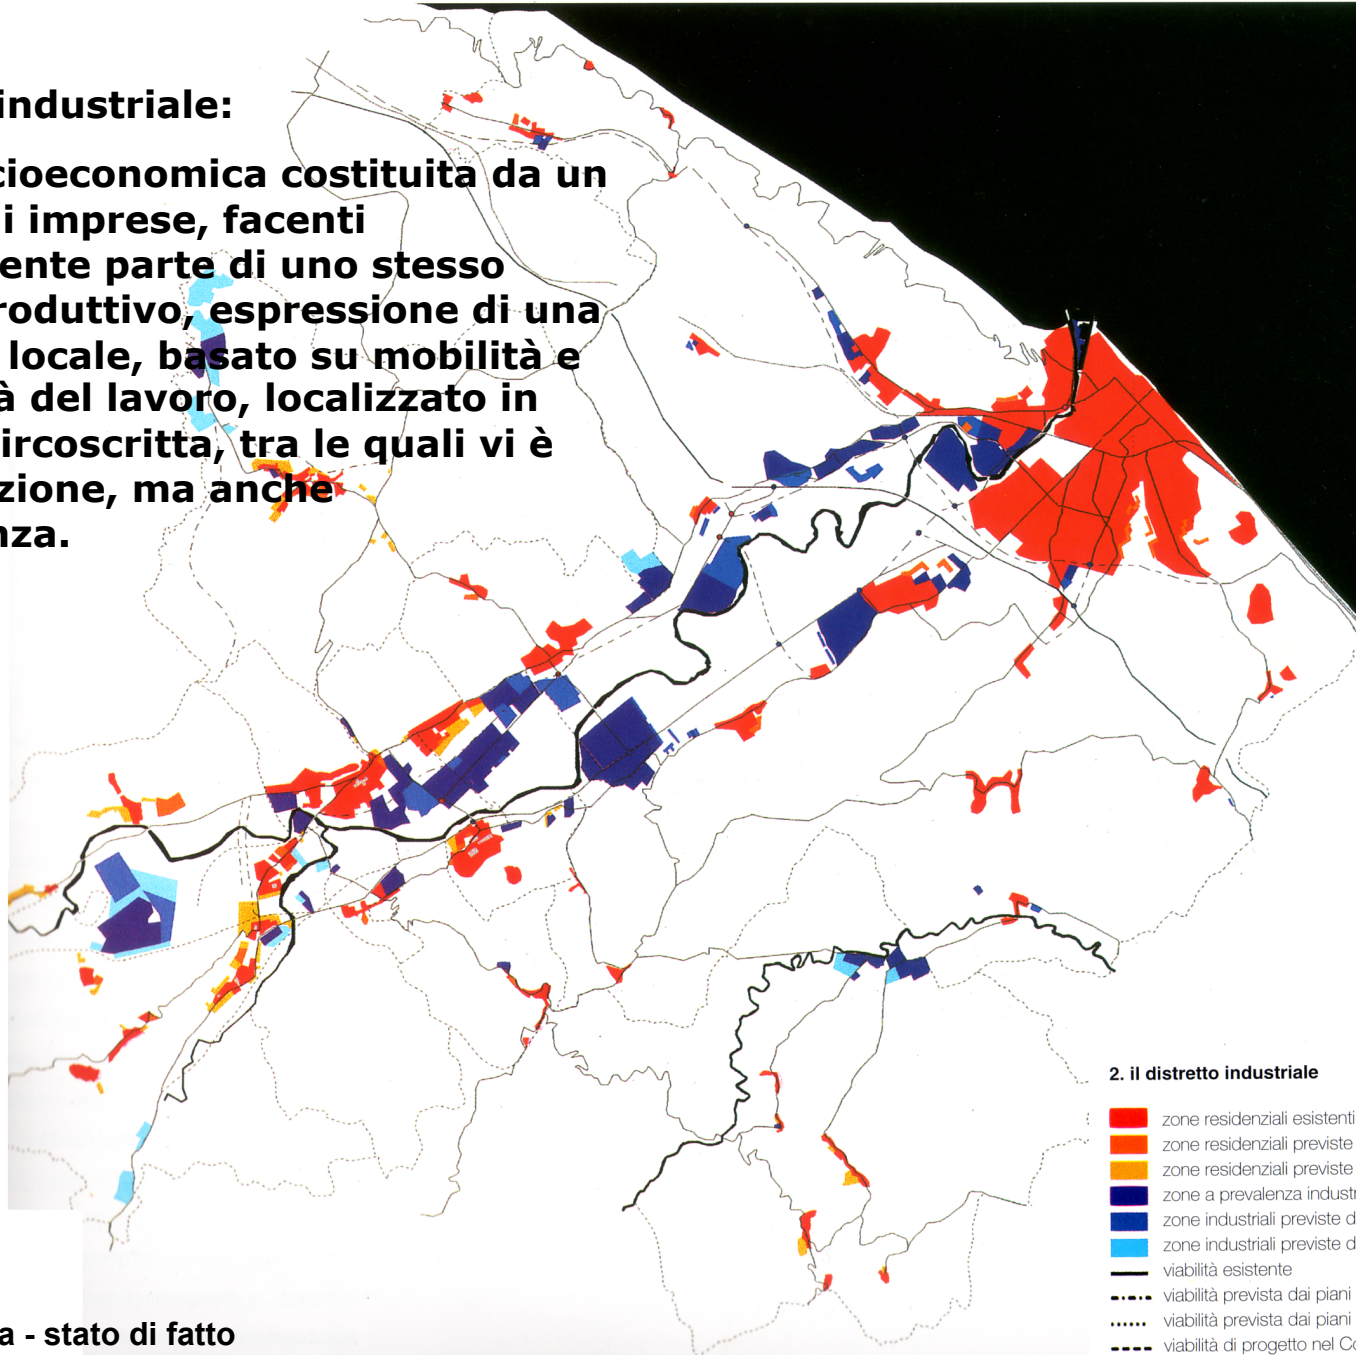 industriale:
cioeconomica costituita da un
i imprese, facenti
ente parte di uno stesso
roduttivo, espressione di una
locale, basato su mobilità e
à del lavoro, localizzato in
ircoscritta, tra le quali vi è
zione, ma anche
nza.
2. il distretto industriale
zone residenziali esistenti
zone residenziali previste
zone residenziali previste
zone a prevalenza industr
zone industriali previste d
zone industriali previste d
viabilità esistente
viabilità prevista dai piani
viabilità prevista dai piani
viabilità di progetto nel Co
a - stato di fatto